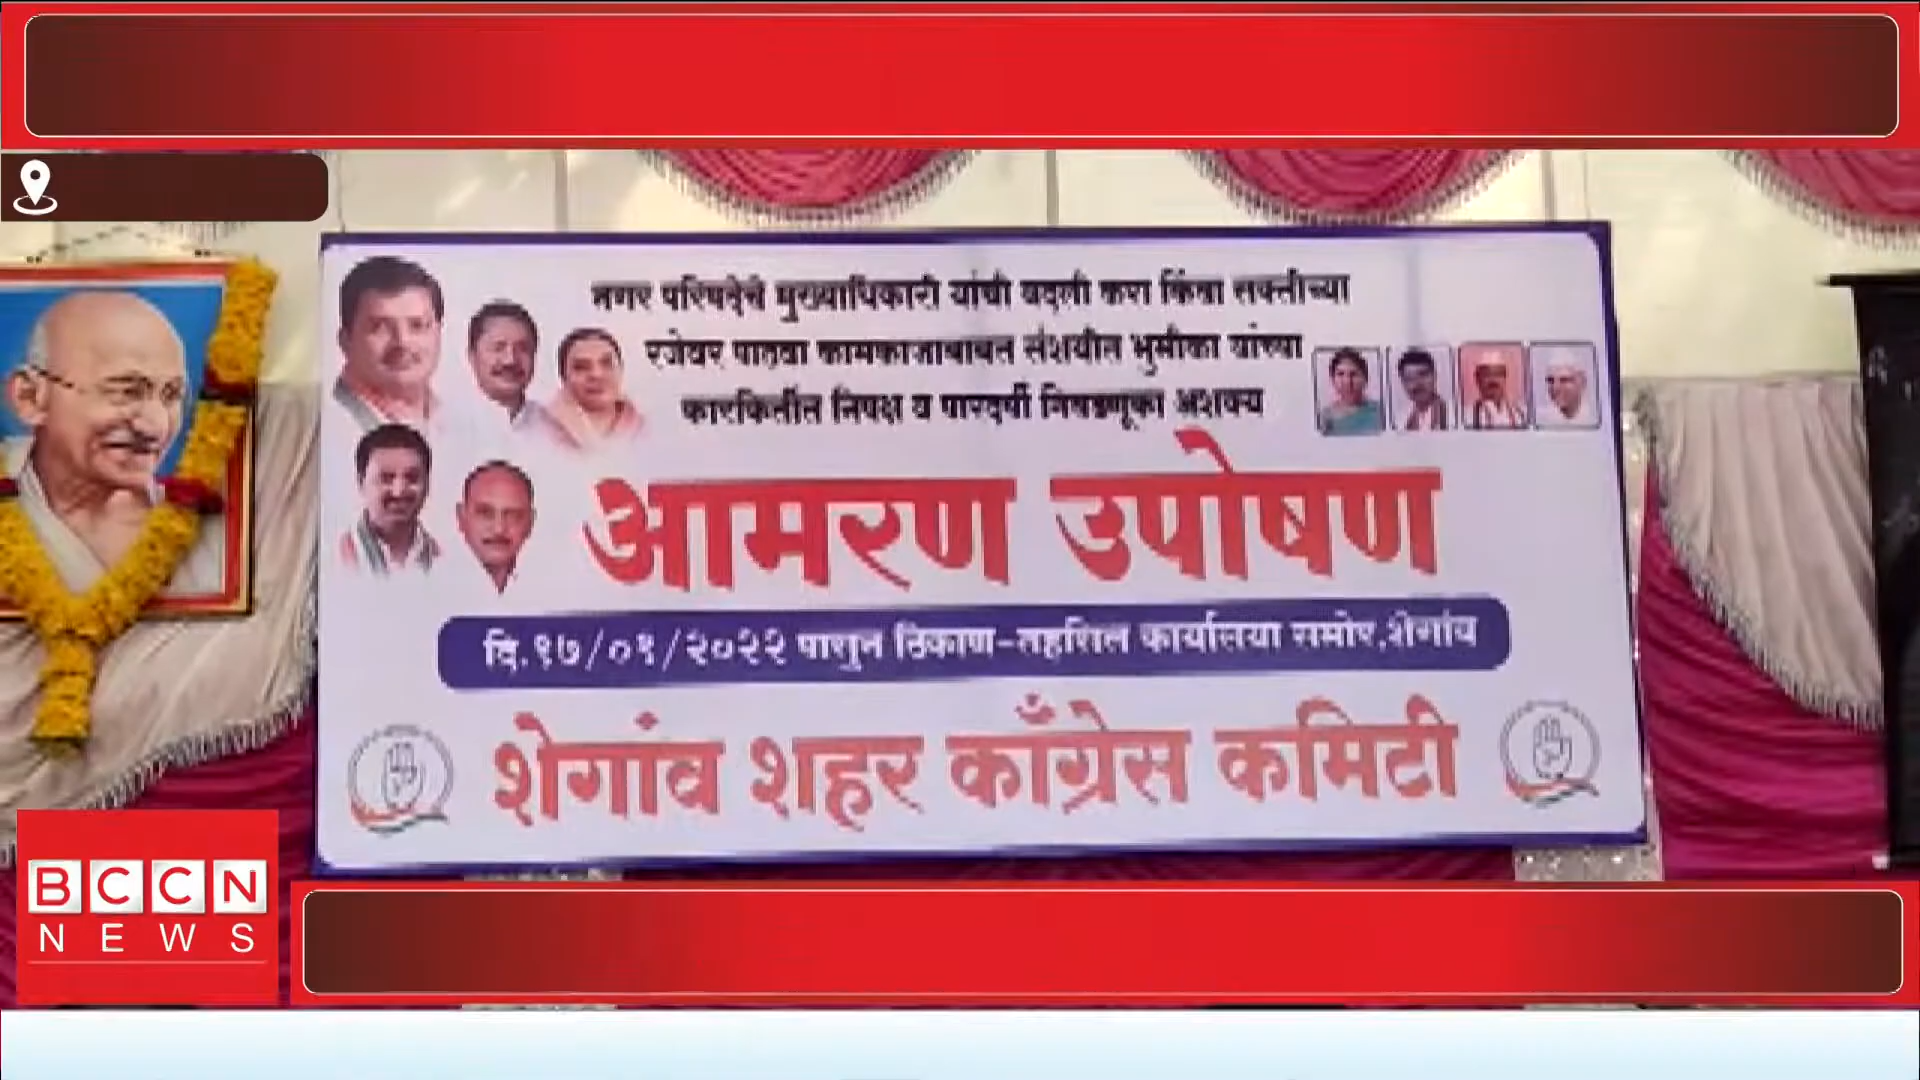 नगर परिषदेचे मुख्याधिकारी यांची बदली करा किंवा सक्तीच्या
रजेवर पाठवा कामकाजाबाबत संशयीत भुमीका यांच्या
कारकिर्तीत निपक्ष व पारदर्षी निवडणूका अशक्य
आमरण उपोषण
दि.१७/०१/२०२२ पासुन ठिकाण-तहसिल कार्यालया समोर,शेगांव
शेगांव शहर काँग्रेस कमिटी
BCCN
NEWS